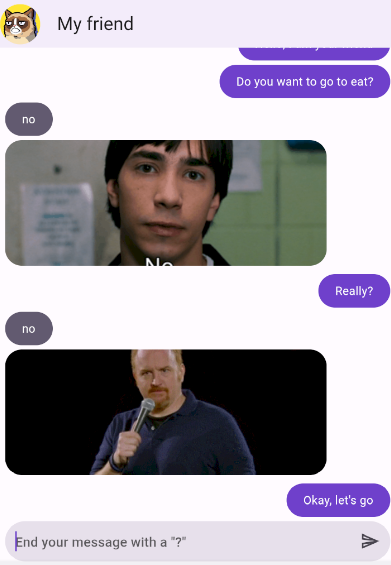 My friend
Do you want to go to eat?
no
No
Really?
no
Okay, let's go
End your message with a "?"